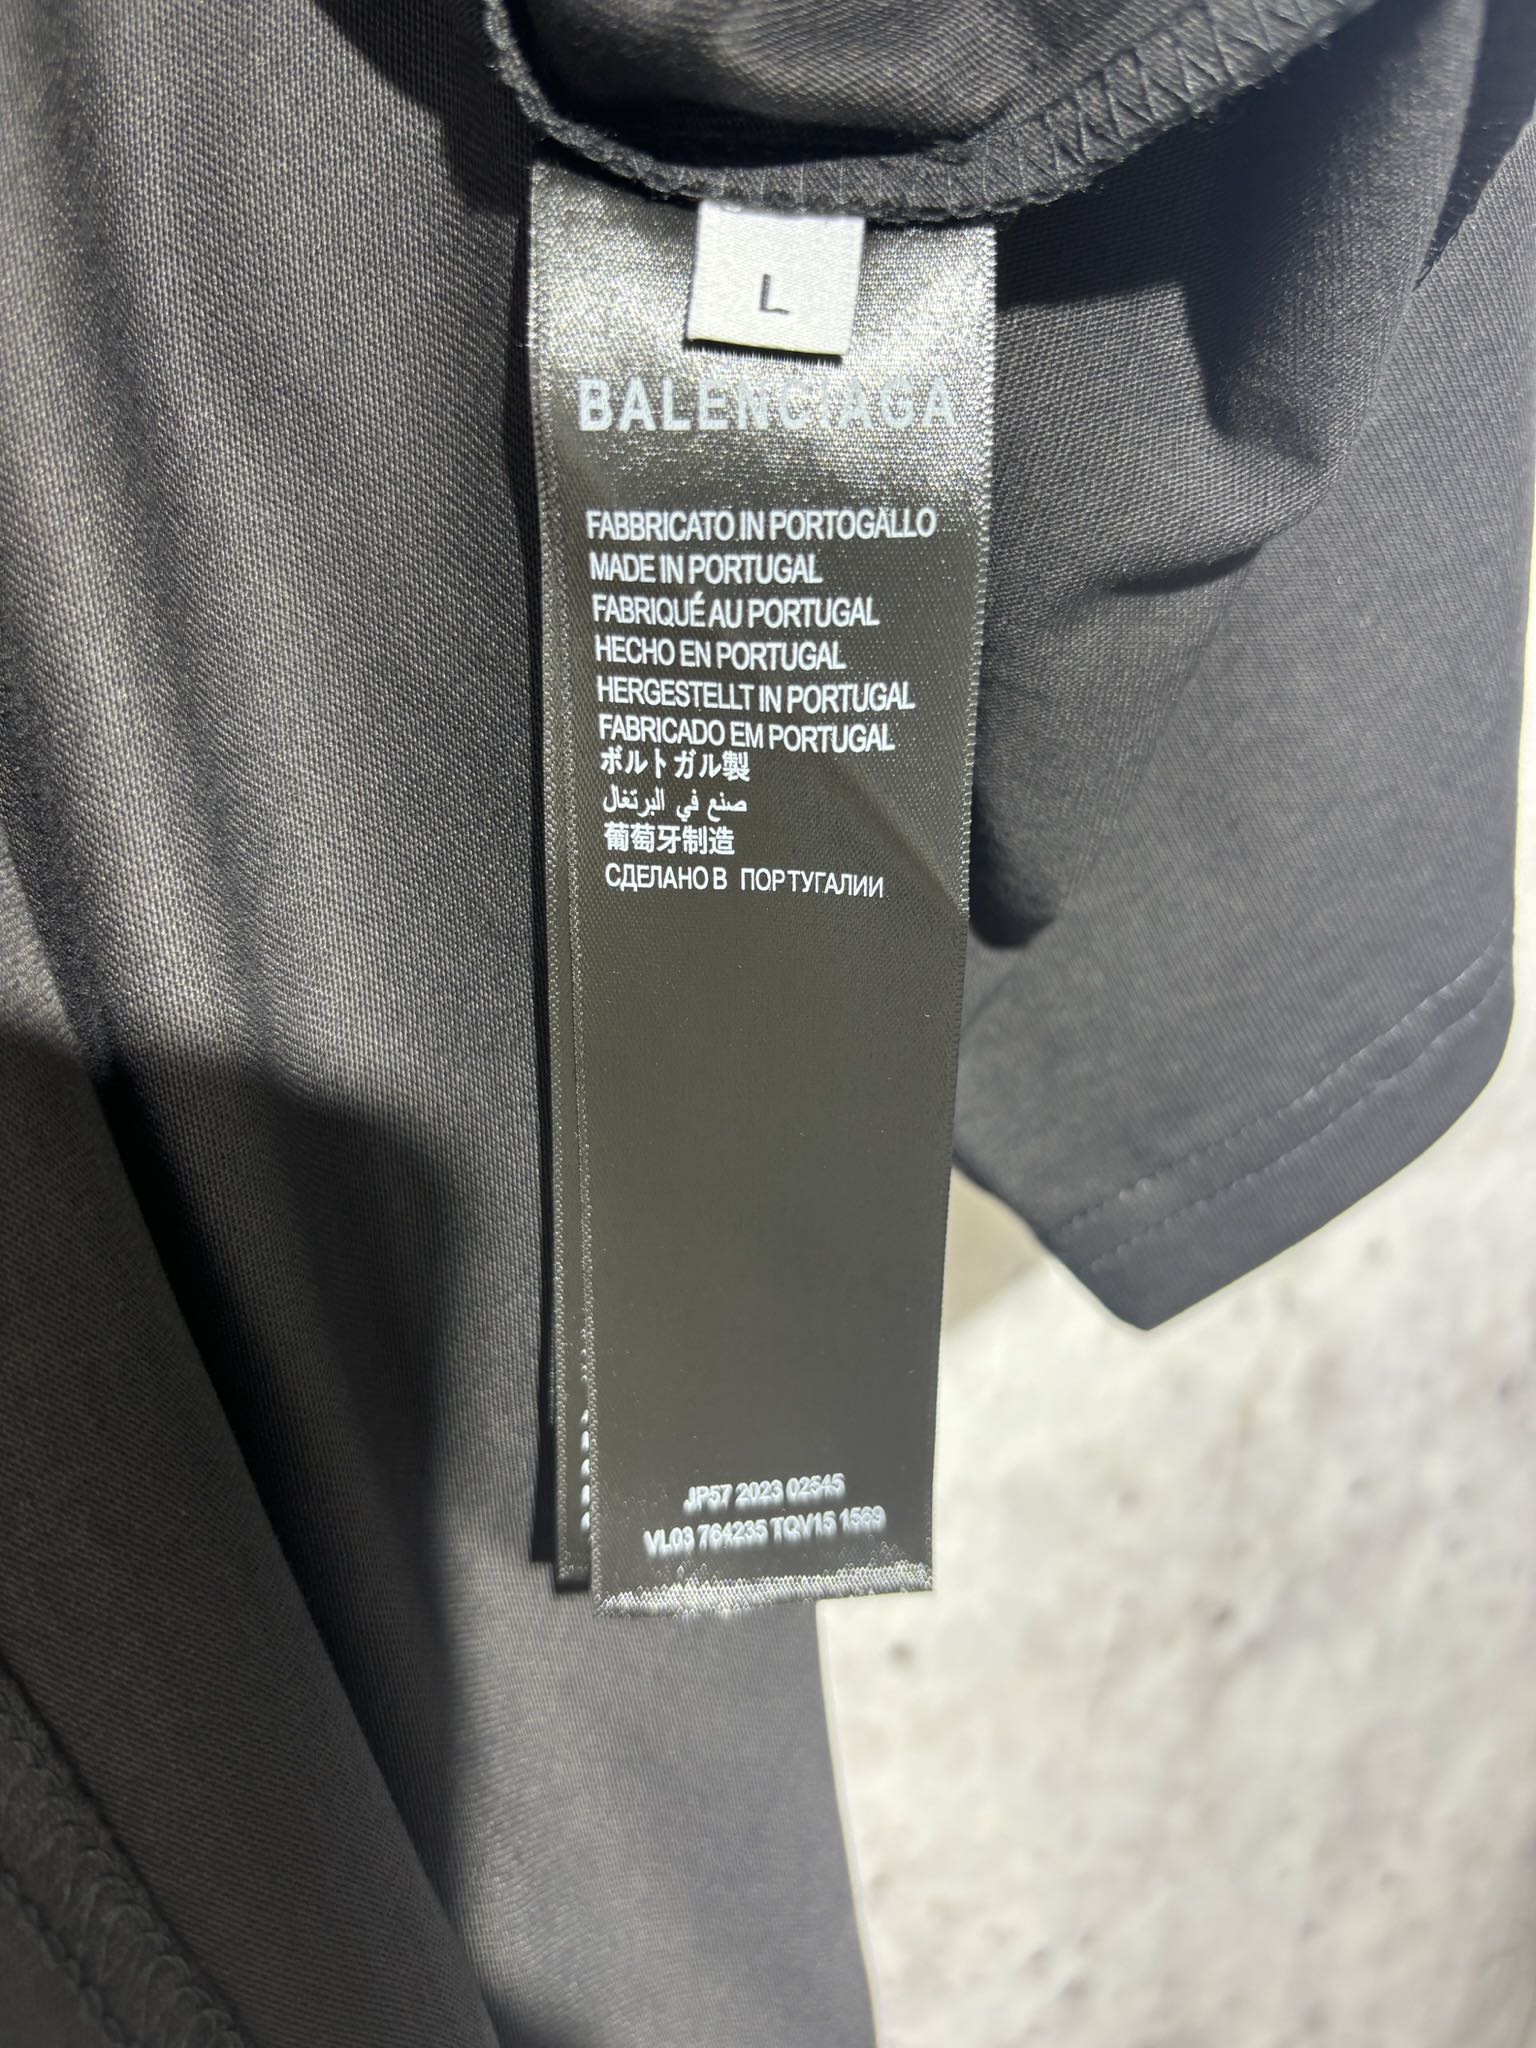 L
BALENCIAGA
FABBRICATO IN PORTOGALLO
MADE IN PORTUGAL
FABRIQUÉ AU PORTUGAL
HECHO EN PORTUGAL
HERGESTELLT IN PORTUGAL
FABRICADO EM PORTUGAL
ボルトガル製
صنع في البرتغال
葡萄牙制造
СДЕЛАНО В ПОРТУГАЛИИ
JP57 2023 02545
VL03 764235 TQV15 1569